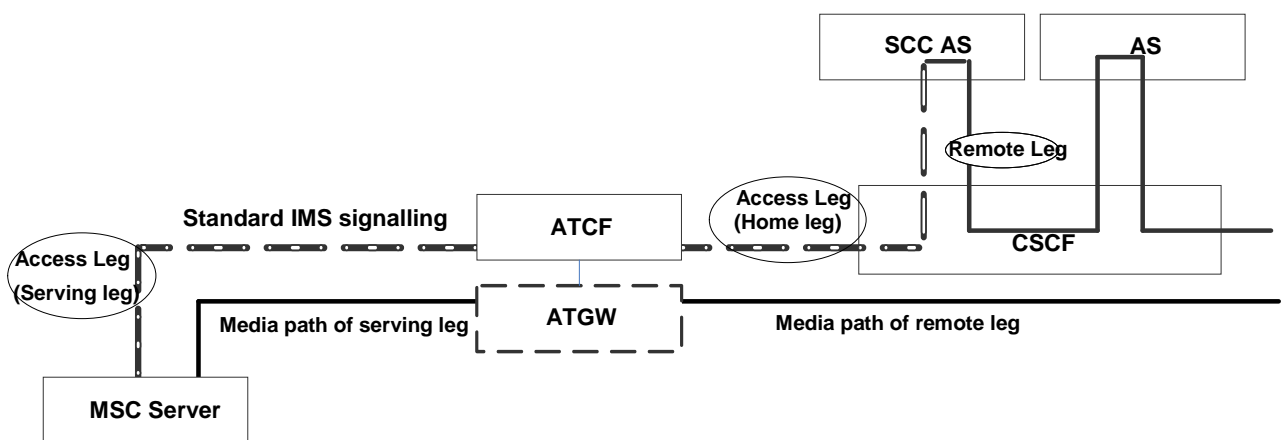 SCC AS
AS
Remote Leg
Access Leg
(Home leg)
Standard IMS signalling
ATCF
CSCF
Access Leg
(Serving leg)
Media path of serving leg
ATGW
Media path of remote leg
MSC Server